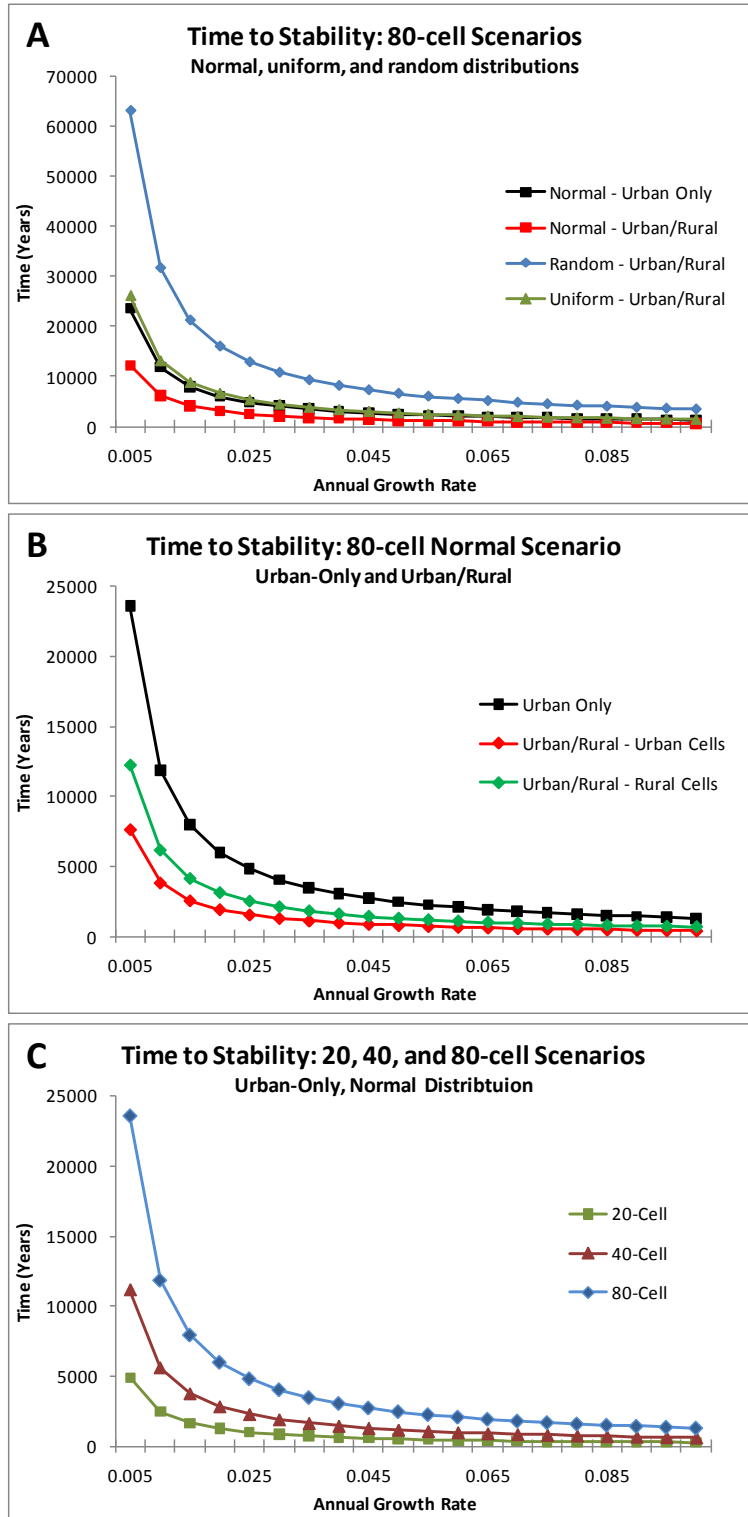 A
Time to Stability: 80-cell Scenarios
Normal, uniform, and random distributions
70000
60000
50000
40000
30000
20000
10000
0
Time (Years)
Normal - Urban Only
Normal - Urban/Rural
Random - Urban/Rural
Uniform - Urban/Rural
0.005 0.025 0.045 0.065 0.085
Annual Growth Rate
B
Time to Stability: 80-cell Normal Scenario
Urban-Only and Urban/Rural
25000
20000
15000
10000
5000
0
Time (Years)
Urban Only
Urban/Rural - Urban Cells
Urban/Rural - Rural Cells
0.005 0.025 0.045 0.065 0.085
Annual Growth Rate
C
Time to Stability: 20, 40, and 80-cell Scenarios
Urban-Only, Normal Distribtuion
25000
20000
15000
10000
5000
0
Time (Years)
20-Cell
40-Cell
80-Cell
0.005 0.025 0.045 0.065 0.085
Annual Growth Rate